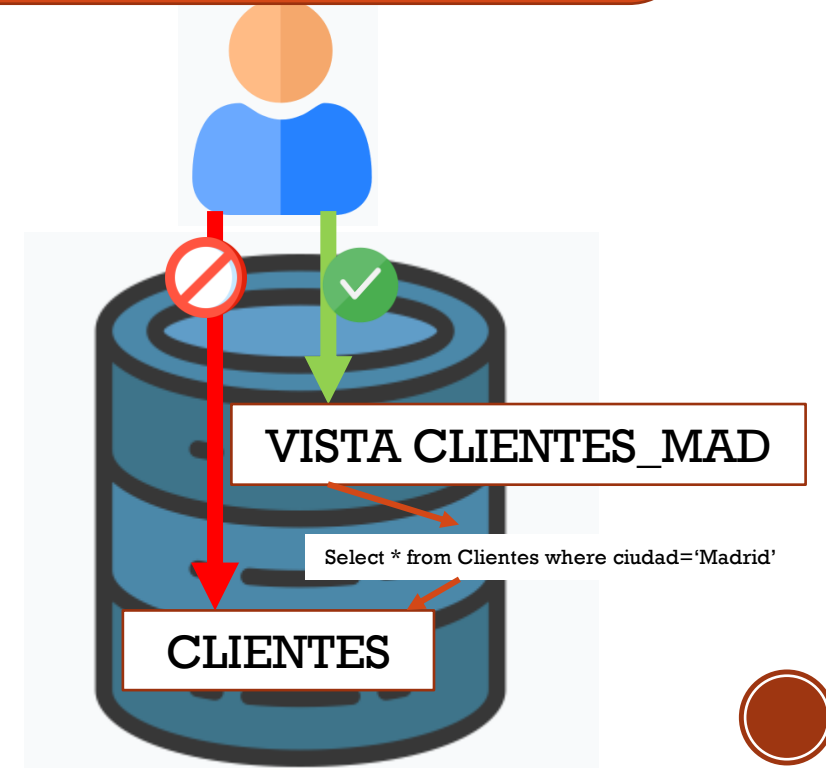 VISTA CLIENTES_MAD
Select * from Clientes where ciudad=‘Madrid’
CLIENTES